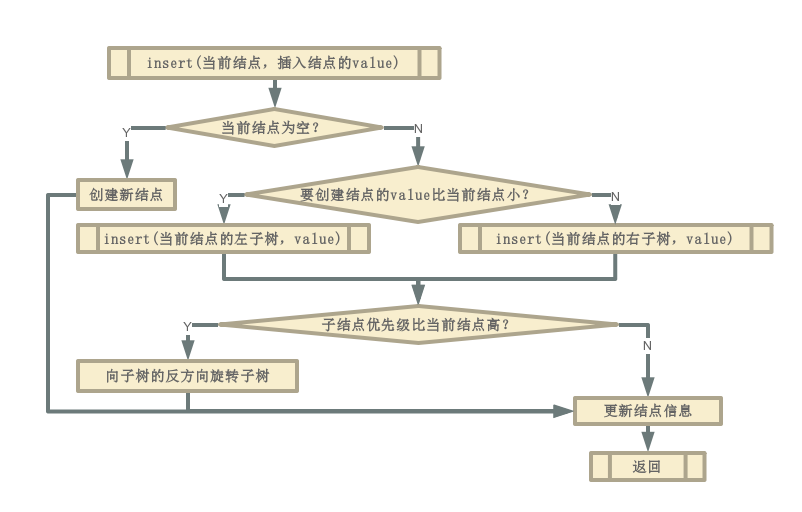 insert(当前结点，插入结点的value)
当前结点为空?
Y
N
创建新结点
要创建结点的value比当前结点小?
Y
N
insert(当前结点的左子树，value)
insert(当前结点的右子树，value)
子结点优先级比当前结点高?
Y
N
向子树的反方向旋转子树
更新结点信息
返回